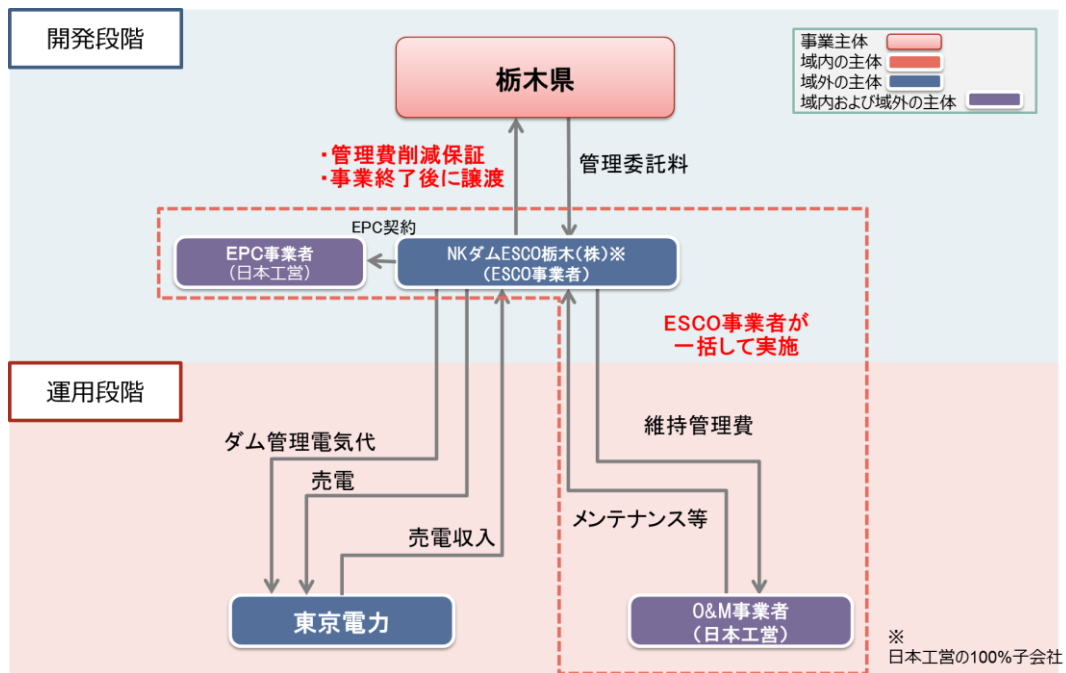 開発段階
事業主体
域内の主体
域外の主体
域内および域外の主体
栃木県
・管理費削減保証
・事業終了後に譲渡
管理委託料
EPC契約
EPC事業者
（日本工営）
NKダムESCO栃木（株）※
（ESCO事業者）
ESCO事業者が
一括して実施
運用段階
ダム管理電気代
売電
売電収入
維持管理費
メンテナンス等
東京電力
O&M事業者
（日本工営）
※
日本工営の100%子会社